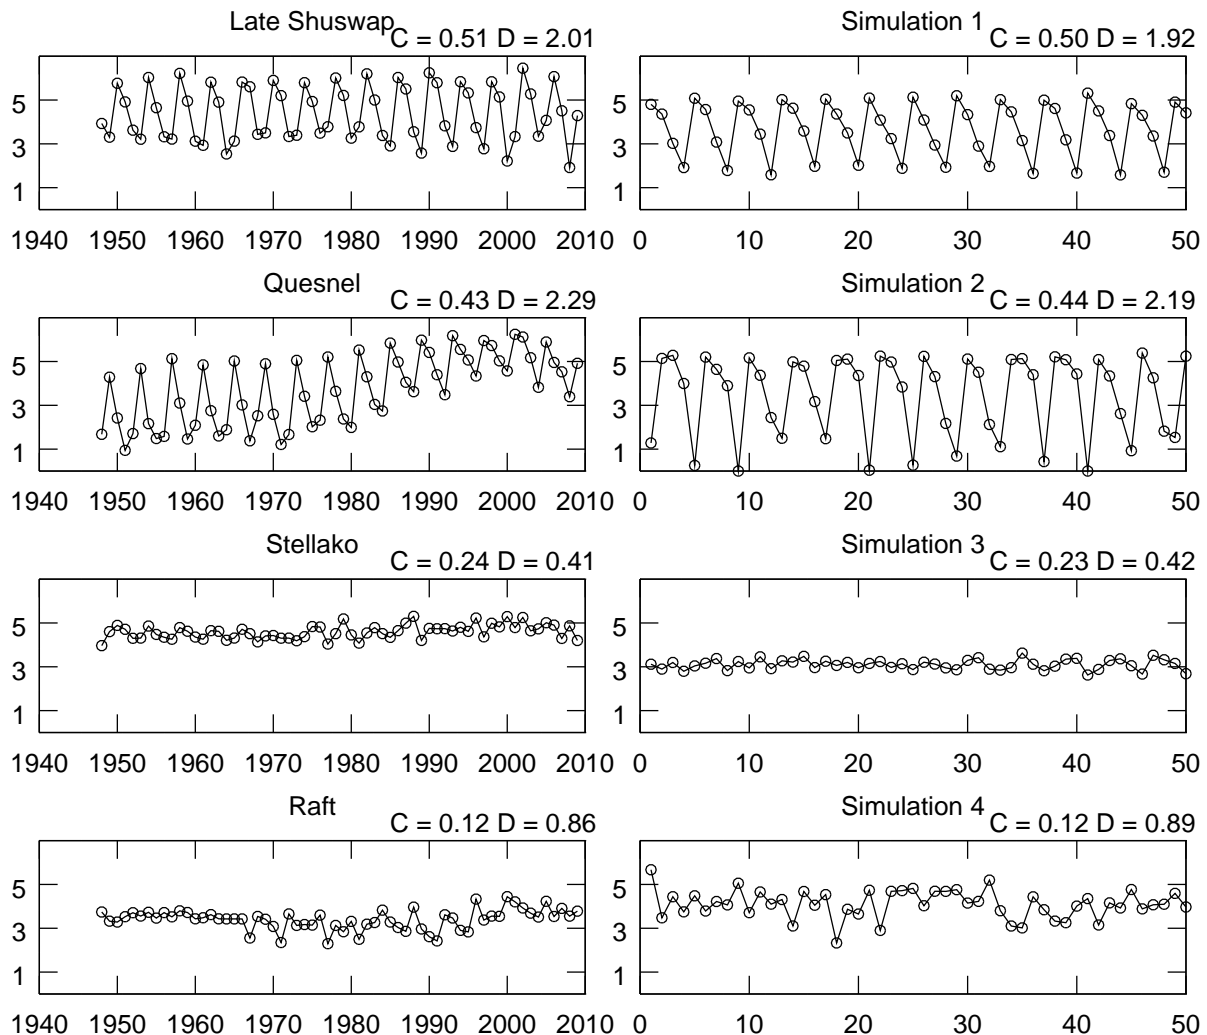 Late Shuswap
C = 0.51 D = 2.01
5
3
1
1940 1950 1960 1970 1980 1990 2000 2010
Simulation 1
C = 0.50 D = 1.92
5
3
1
0 10 20 30 40 50
Quesnel
C = 0.43 D = 2.29
5
3
1
1940 1950 1960 1970 1980 1990 2000 2010
Simulation 2
C = 0.44 D = 2.19
5
3
1
0 10 20 30 40 50
Stellako
C = 0.24 D = 0.41
5
3
1
1940 1950 1960 1970 1980 1990 2000 2010
Simulation 3
C = 0.23 D = 0.42
5
3
1
0 10 20 30 40 50
Raft
C = 0.12 D = 0.86
5
3
1
1940 1950 1960 1970 1980 1990 2000 2010
Simulation 4
C = 0.12 D = 0.89
5
3
1
0 10 20 30 40 50